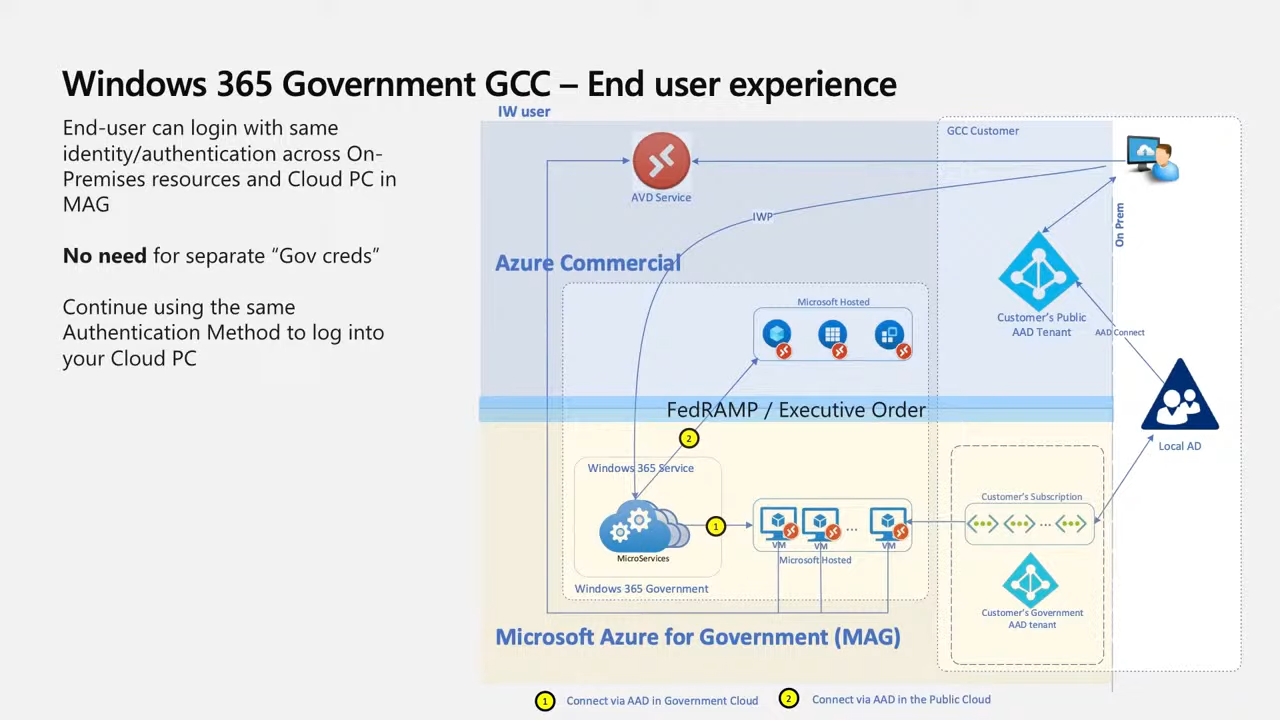 Windows 365 Government GCC – End user experience
End-user can login with same
identity/authentication across On-
Premises resources and Cloud PC in
MAG
No need for separate “Gov creds”
Continue using the same
Authentication Method to log into
your Cloud PC
IW user
GCC Customer
AVD Service
IWP
On Prem
Azure Commercial
Microsoft Hosted
Customer's Public
AAD Tenant
AAD Connect
FedRAMP / Executive Order
2
Local AD
Windows 365 Service
Customer's Subscription
1
...
...
MicroServices
VM
VM
VM
Microsoft Hosted
Windows 365 Government
Customer's Government
AAD tenant
Microsoft Azure for Government (MAG)
1 Connect via AAD in Government Cloud
2 Connect via AAD in the Public Cloud